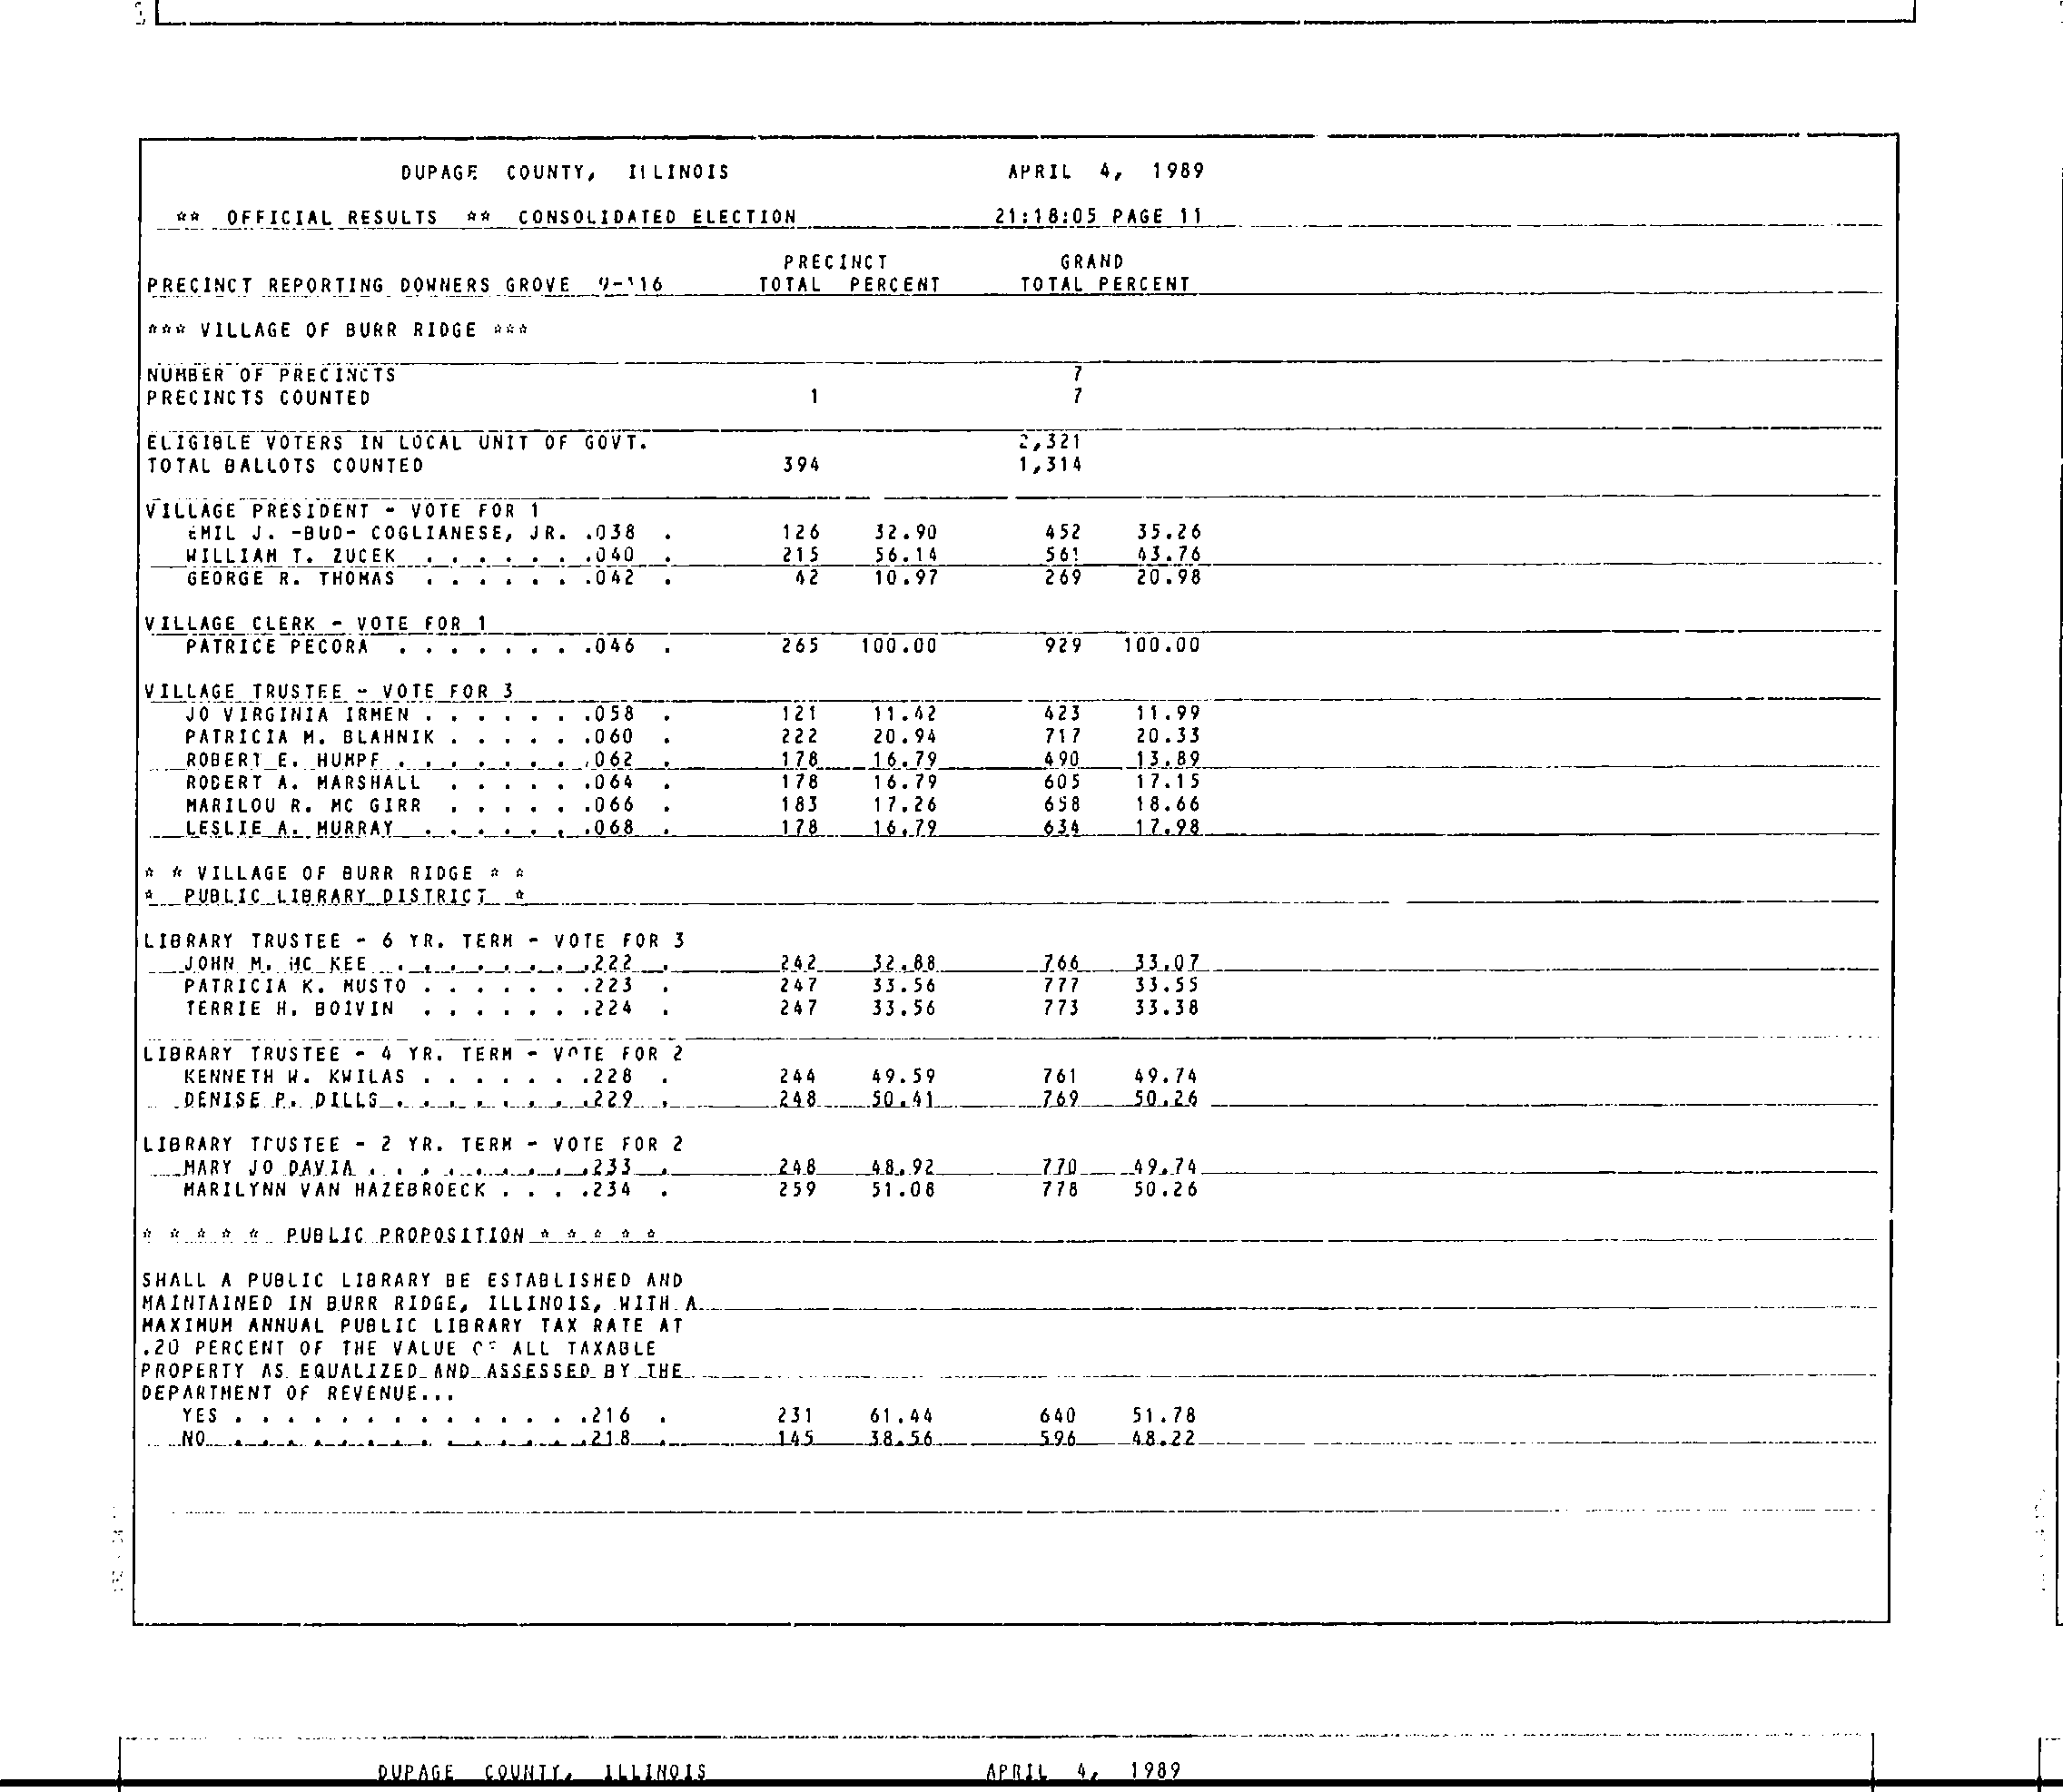 DUPAGE COUNTY, ILLINOIS APRIL 4, 1989
** OFFICIAL RESULTS ** CONSOLIDATED ELECTION 21:18:05 PAGE 11
PRECINCT GRAND
PRECINCT REPORTING DOWNERS GROVE 9-116 TOTAL PERCENT TOTAL PERCENT
*** VILLAGE OF BURR RIDGE ***
NUMBER OF PRECINCTS 7
PRECINCTS COUNTED 1 7
ELIGIBLE VOTERS IN LOCAL UNIT OF GOVT. 2,321
TOTAL BALLOTS COUNTED 394 1,314
VILLAGE PRESIDENT - VOTE FOR 1
EMIL J. -BUD- COGLIANESE, JR. .038 . 126 32.90 452 35.26
WILLIAM T. ZUCEK . . . . . . .040 . 215 56.14 561 43.76
GEORGE R. THOMAS . . . . . . .042 . 42 10.97 269 20.98
VILLAGE CLERK - VOTE FOR 1
PATRICE PECORA . . . . . . . .046 . 265 100.00 929 100.00
VILLAGE TRUSTEE - VOTE FOR 3
JO VIRGINIA IRMEN . . . . . . .058 . 121 11.42 423 11.99
PATRICIA M. BLAHNIK . . . . . .060 . 222 20.94 717 20.33
ROBERT E. HUMPF . . . . . . . .062 . 178 16.79 490 13.89
ROBERT A. MARSHALL . . . . . .064 . 178 16.79 605 17.15
MARILOU R. MC GIRR . . . . . .066 . 183 17.26 658 18.66
LESLIE A. MURRAY . . . . . . .068 . 178 16.79 634 17.98
* * VILLAGE OF BURR RIDGE * *
* PUBLIC LIBRARY DISTRICT *
LIBRARY TRUSTEE - 6 YR. TERM - VOTE FOR 3
JOHN M. MC KEE . . . . . . . .222 . 242 32.88 766 33.07
PATRICIA K. MUSTO . . . . . . .223 . 247 33.56 777 33.55
TERRIE H. BOIVIN . . . . . . .224 . 247 33.56 773 33.38
LIBRARY TRUSTEE - 4 YR. TERM - VOTE FOR 2
KENNETH W. KWILAS . . . . . . .228 . 244 49.59 761 49.74
DENISE P. DILLS . . . . . . . .229 . 248 50.41 769 50.26
LIBRARY TRUSTEE - 2 YR. TERM - VOTE FOR 2
MARY JO DAVIA . . . . . . . . .233 . 248 48.92 770 49.74
MARILYNN VAN HAZEBROECK . . . .234 . 259 51.08 778 50.26
* * * * * PUBLIC PROPOSITION * * * * *
SHALL A PUBLIC LIBRARY BE ESTABLISHED AND
MAINTAINED IN BURR RIDGE, ILLINOIS, WITH A
MAXIMUM ANNUAL PUBLIC LIBRARY TAX RATE AT
.20 PERCENT OF THE VALUE OF ALL TAXABLE
PROPERTY AS EQUALIZED AND ASSESSED BY THE
DEPARTMENT OF REVENUE...
YES . . . . . . . . . . . . . .216 . 231 61.44 640 51.78
NO . . . . . . . . . . . . . . .218 . 145 38.56 596 48.22
DUPAGE COUNTY, ILLINOIS APRIL 4, 1989